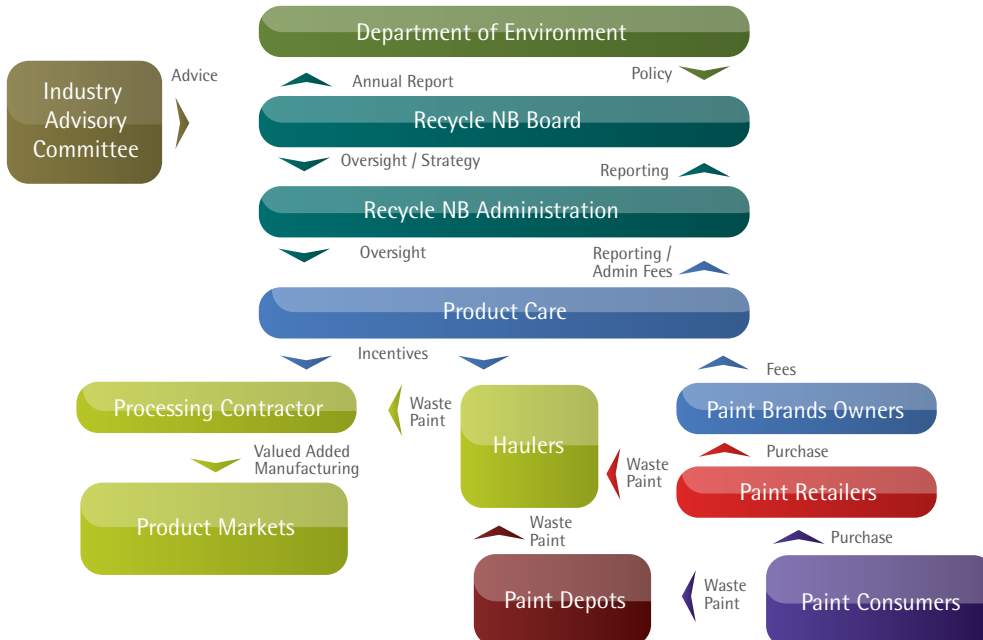 Department of Environment
Advice
Industry
Advisory
Committee
Annual Report
Policy
Recycle NB Board
Oversight / Strategy
Reporting
Recycle NB Administration
Oversight
Reporting /
Admin Fees
Product Care
Incentives
Fees
Processing Contractor
Waste
Paint
Haulers
Paint Brands Owners
Valued Added
Manufacturing
Purchase
Waste
Paint
Paint Retailers
Product Markets
Waste
Paint
Purchase
Paint Depots
Waste
Paint
Paint Consumers